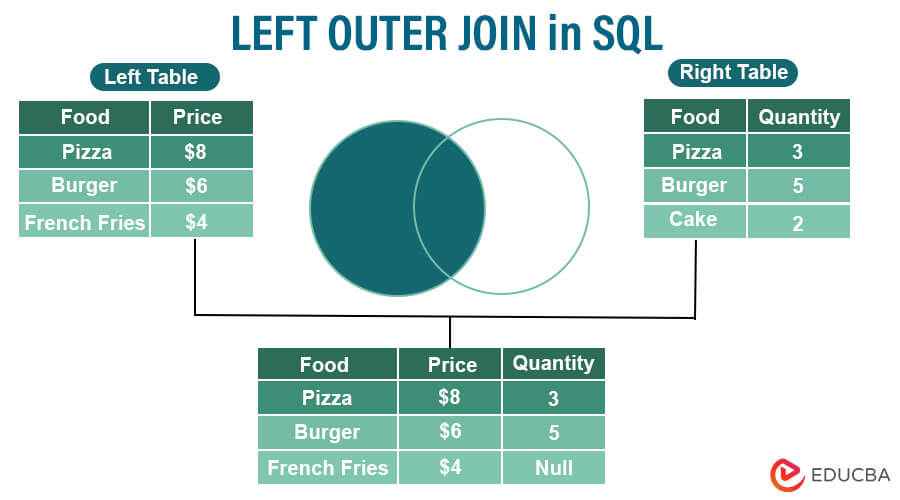 LEFT OUTER JOIN in SQL
Left Table
Food Price
Pizza $8
Burger $6
French Fries $4
Right Table
Food Quantity
Pizza 3
Burger 5
Cake 2
Food Price Quantity
Pizza $8 3
Burger $6 5
French Fries $4 Null
EDUCBA